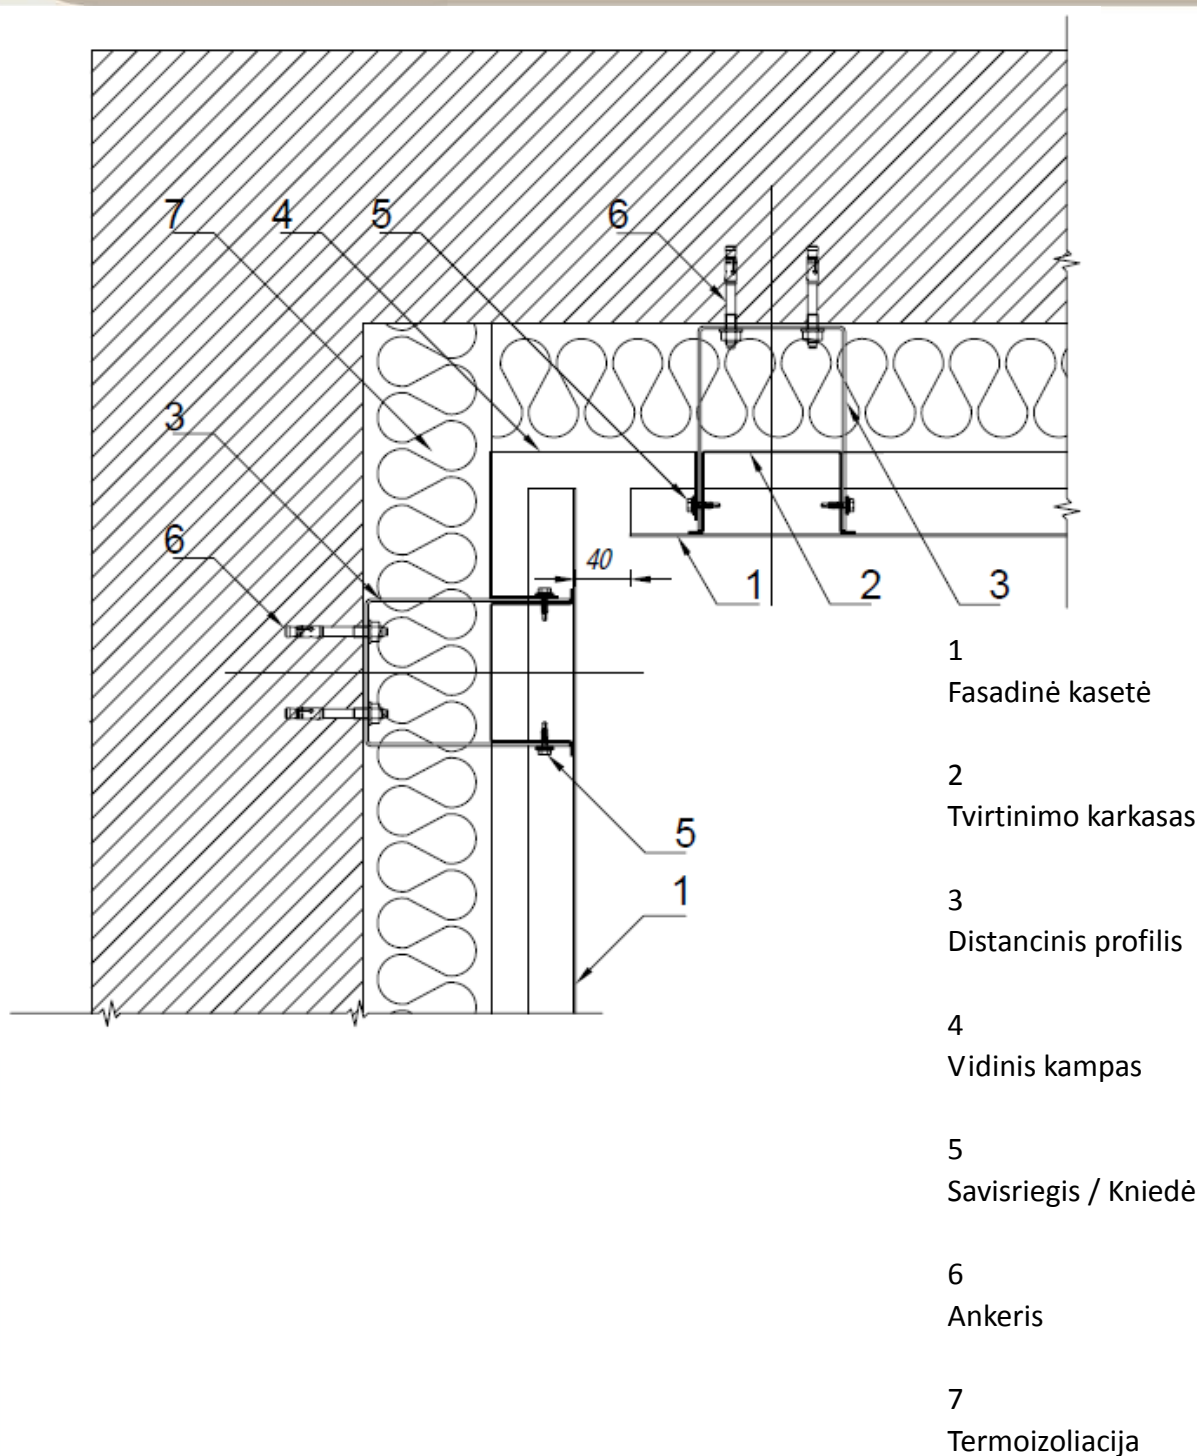 7 4 5 6
3
6
40
1 2 3
5
1
1
Fasadinė kasetė
2
Tvirtinimo karkasas
3
Distancinis profilis
4
Vidinis kampas
5
Savisriegis / Kniedė
6
Ankeris
7
Termoizoliacija